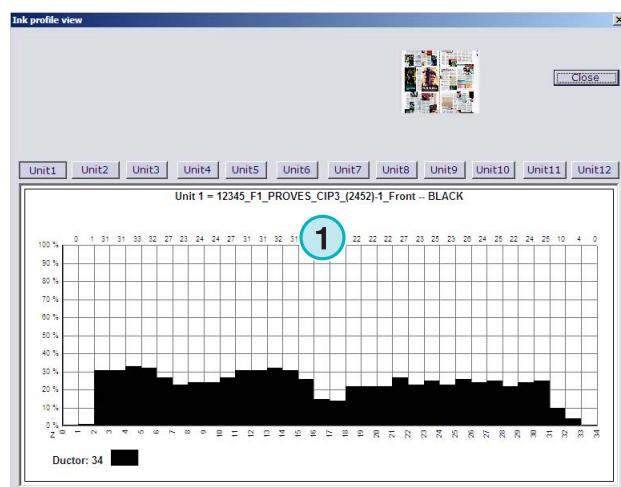 Ink profile view
Close
Unit1 Unit2 Unit3 Unit4 Unit5 Unit6 Unit7 Unit8 Unit9 Unit10 Unit11 Unit12
Unit 1 = 12345_F1_PROVES_CIP3_(2452)-1_Front -- BLACK
0 1 31 31 33 32 27 23 24 24 27 31 31 32 31 1 22 22 22 27 23 25 23 26 24 25 22 24 25 10 4 0
100 %
90 %
80 %
70 %
60 %
50 %
40 %
30 %
20 %
10 %
0 %
Z 0 1 2 3 4 5 6 7 8 9 10 11 12 13 14 15 16 17 18 19 20 21 22 23 24 25 26 27 28 29 30 31 32 33 34
Ductor: 34